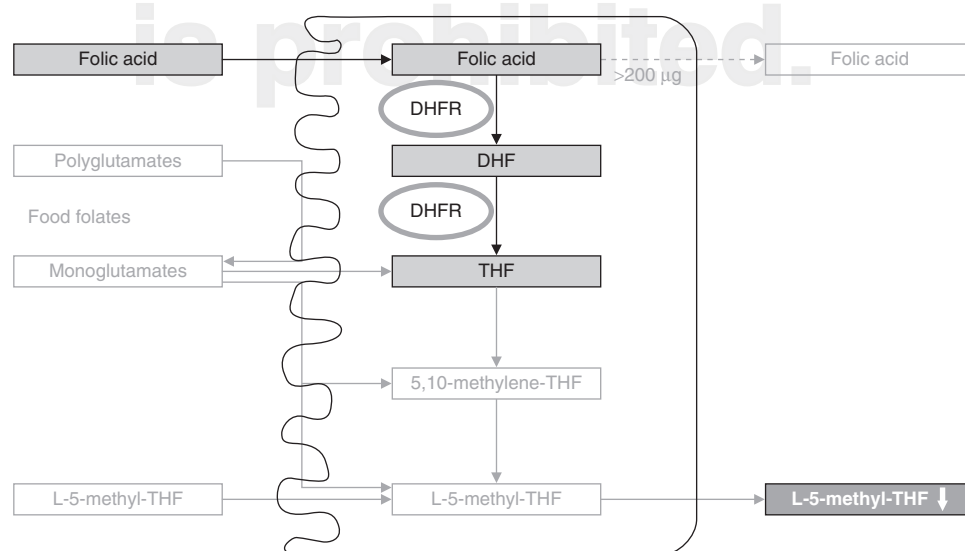 is prohibited.
Folic acid
Folic acid
>200 µg
Folic acid
DHFR
Polyglutamates
DHF
DHFR
Food folates
Monoglutamates
THF
5,10-methylene-THF
L-5-methyl-THF
L-5-methyl-THF
L-5-methyl-THF